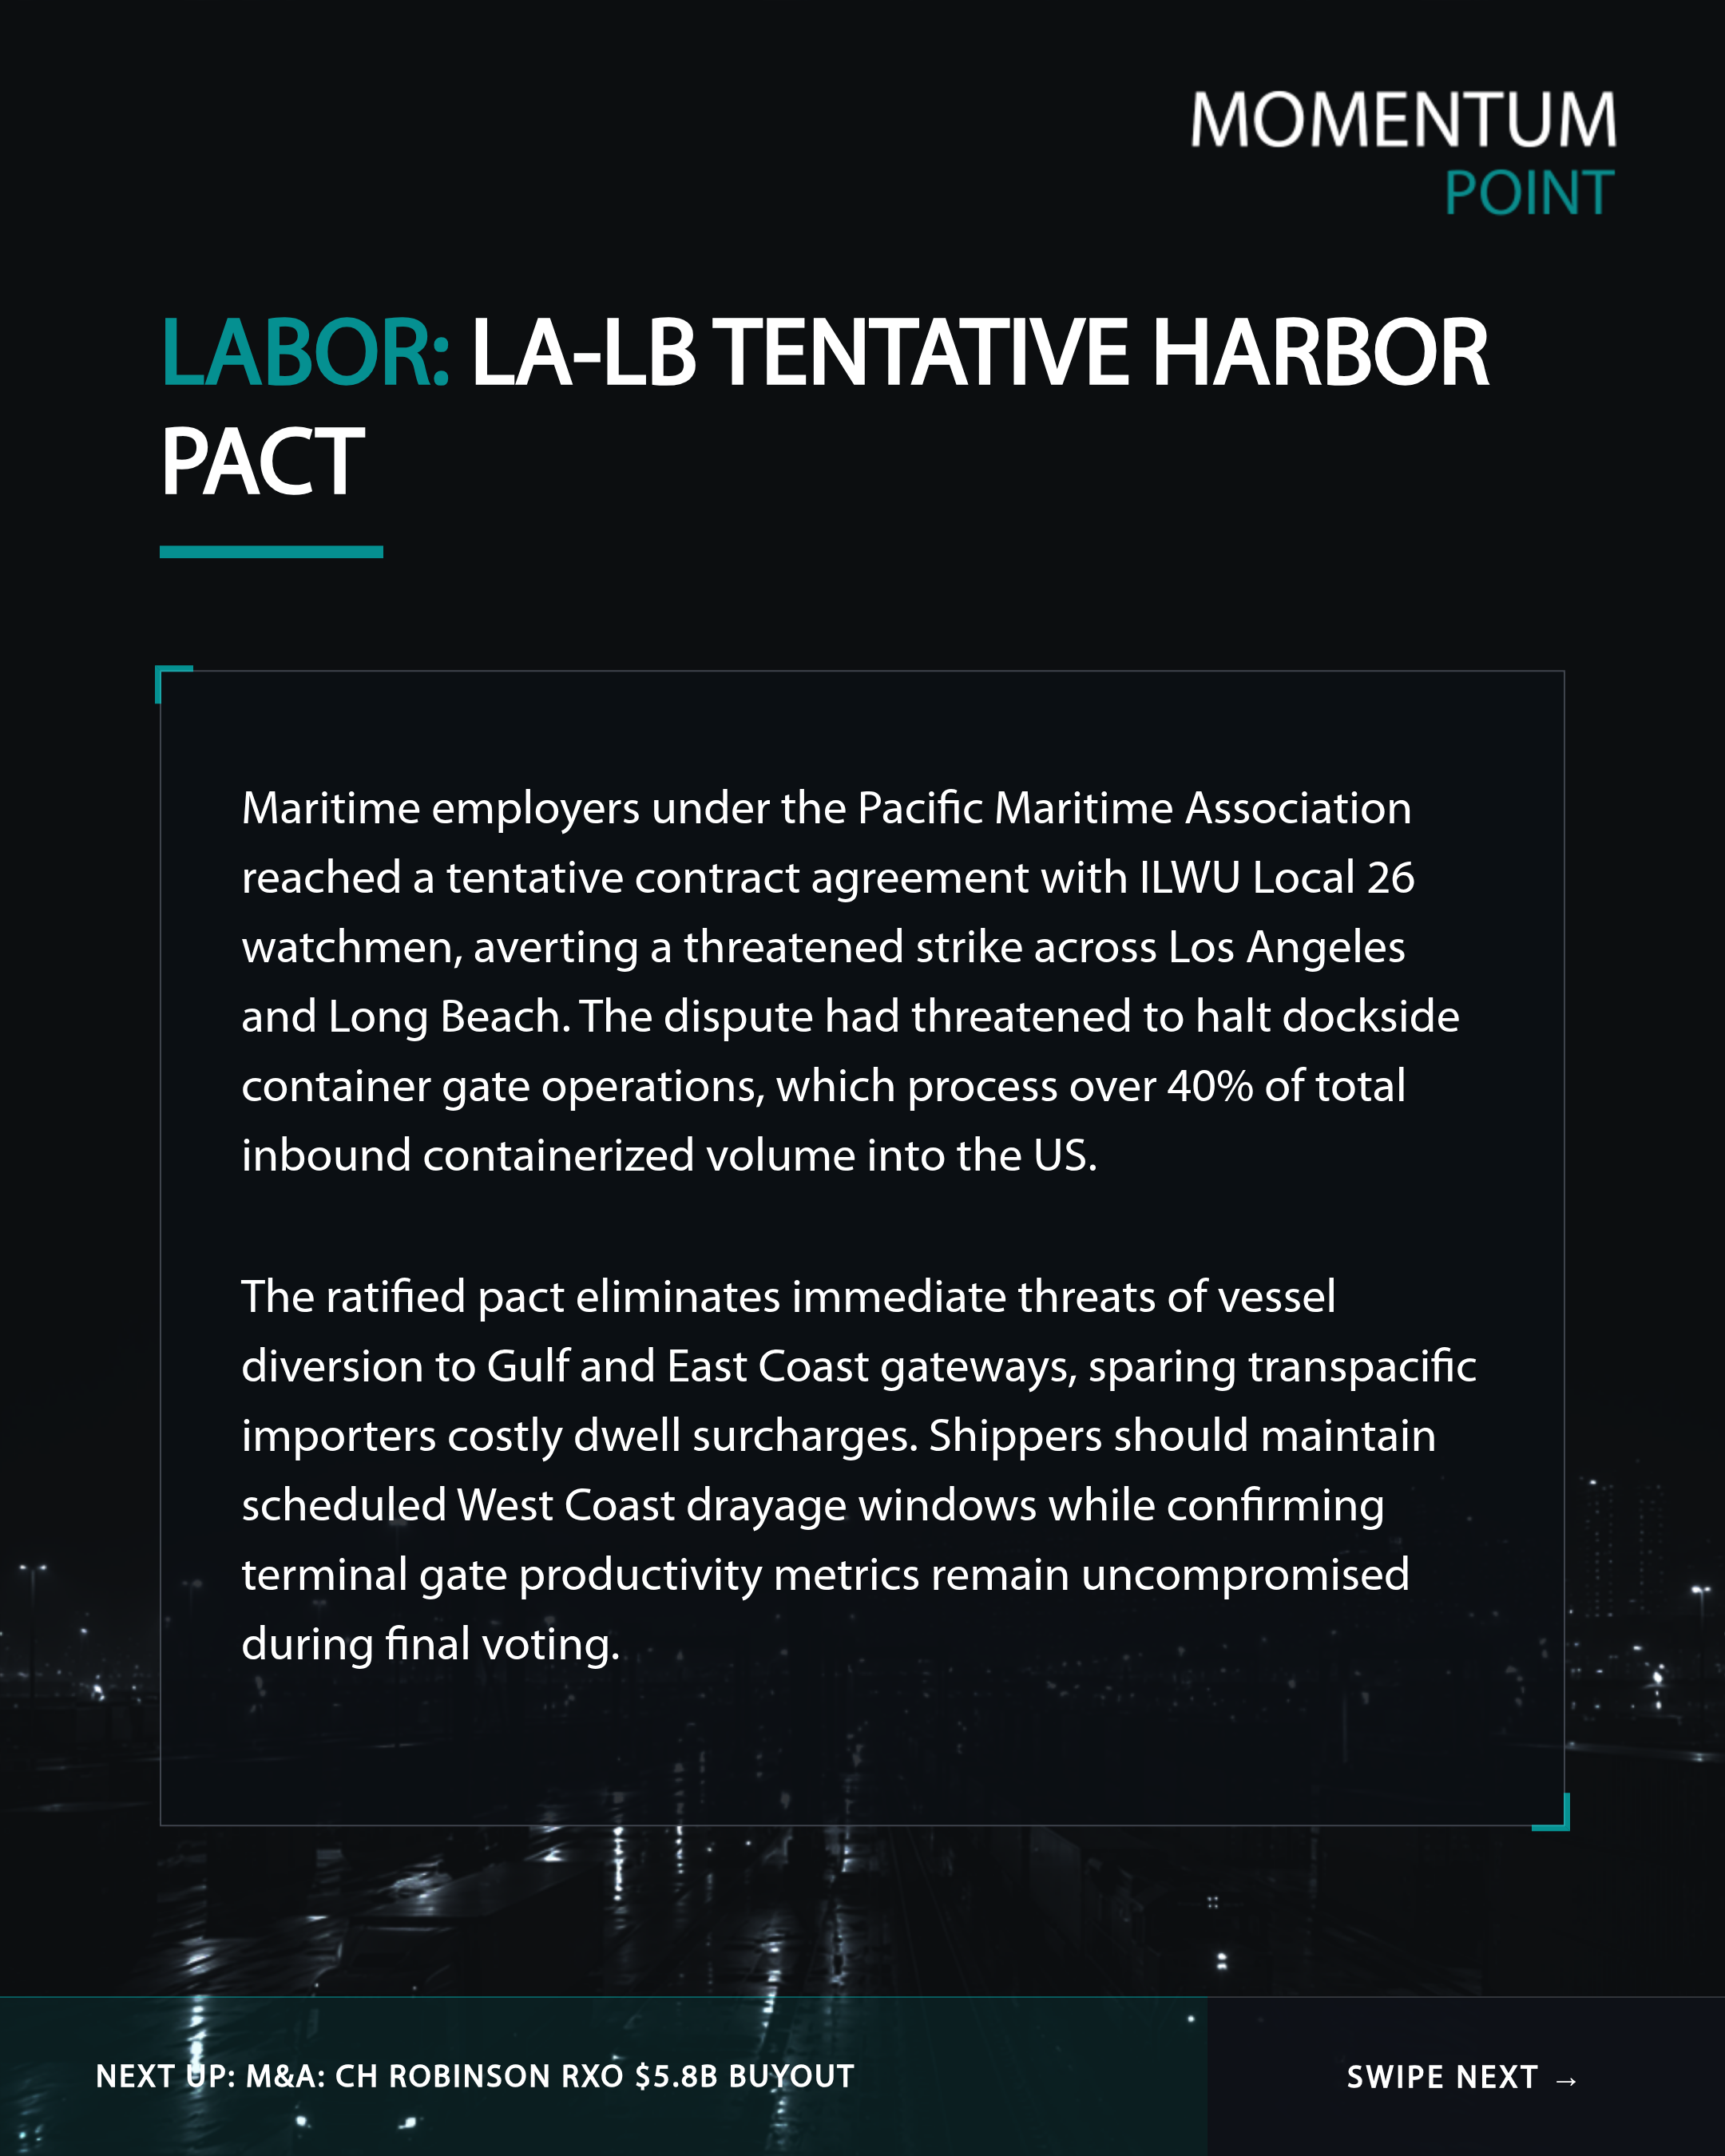 MOMENTUM
POINT
LABOR: LA-LB TENTATIVE HARBOR
PACT
Maritime employers under the Pacific Maritime Association
reached a tentative contract agreement with ILWU Local 26
watchmen, averting a threatened strike across Los Angeles
and Long Beach. The dispute had threatened to halt dockside
container gate operations, which process over 40% of total
inbound containerized volume into the US.
The ratified pact eliminates immediate threats of vessel
diversion to Gulf and East Coast gateways, sparing transpacific
importers costly dwell surcharges. Shippers should maintain
scheduled West Coast drayage windows while confirming
terminal gate productivity metrics remain uncompromised
during final voting.
NEXT UP: M&A: CH ROBINSON RXO $5.8B BUYOUT
SWIPE NEXT →